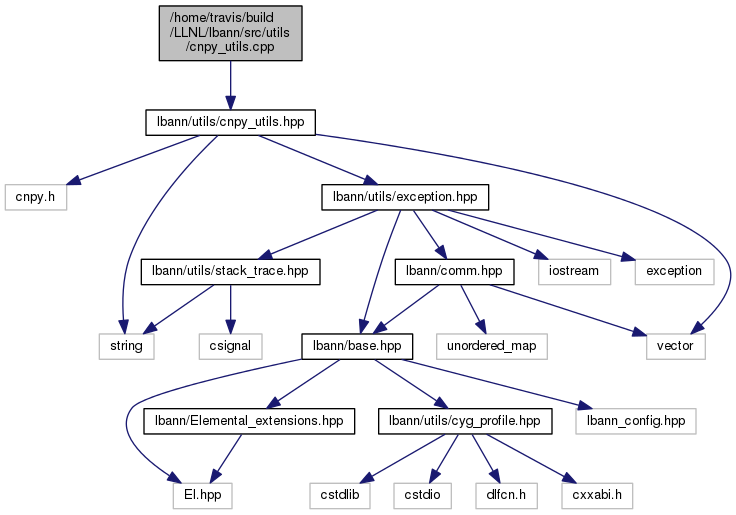 /home/travis/build
/LLNL/lbann/src/utils
/cnpy_utils.cpp
lbann/utils/cnpy_utils.hpp
cnpy.h
lbann/utils/exception.hpp
lbann/utils/stack_trace.hpp
lbann/comm.hpp
iostream
exception
string
csignal
lbann/base.hpp
unordered_map
vector
lbann/Elemental_extensions.hpp
lbann/utils/cyg_profile.hpp
lbann_config.hpp
El.hpp
cstdlib
cstdio
dlfcn.h
cxxabi.h